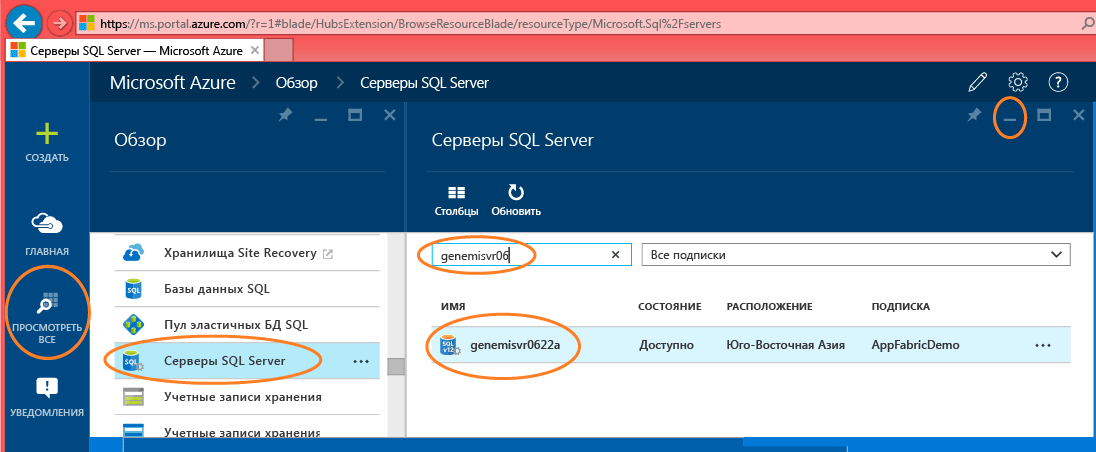 https://ms.portal.azure.com/?r=1#blade/HubsExtension/BrowseResourceBlade/resourceType/Microsoft.Sql%2Fservers
Серверы SQL Server — Microsoft Azure
Microsoft Azure > Обзор > Серверы SQL Server
СОЗДАТЬ
ГЛАВНАЯ
ПРОСМОТРЕТЬ
ВСЕ
УВЕДОМЛЕНИЯ
Обзор
Хранилища Site Recovery
Базы данных SQL
Пул эластичных БД SQL
Серверы SQL Server
Учетные записи хранения
Учетные записи хранения
Серверы SQL Server
Столбцы Обновить
genemisvr06 Все подписки
ИМЯ СОСТОЯНИЕ РАСПОЛОЖЕНИЕ ПОДПИСКА
SQL V12 genemisvr0622a Доступно Юго-Восточная Азия AppFabricDemo